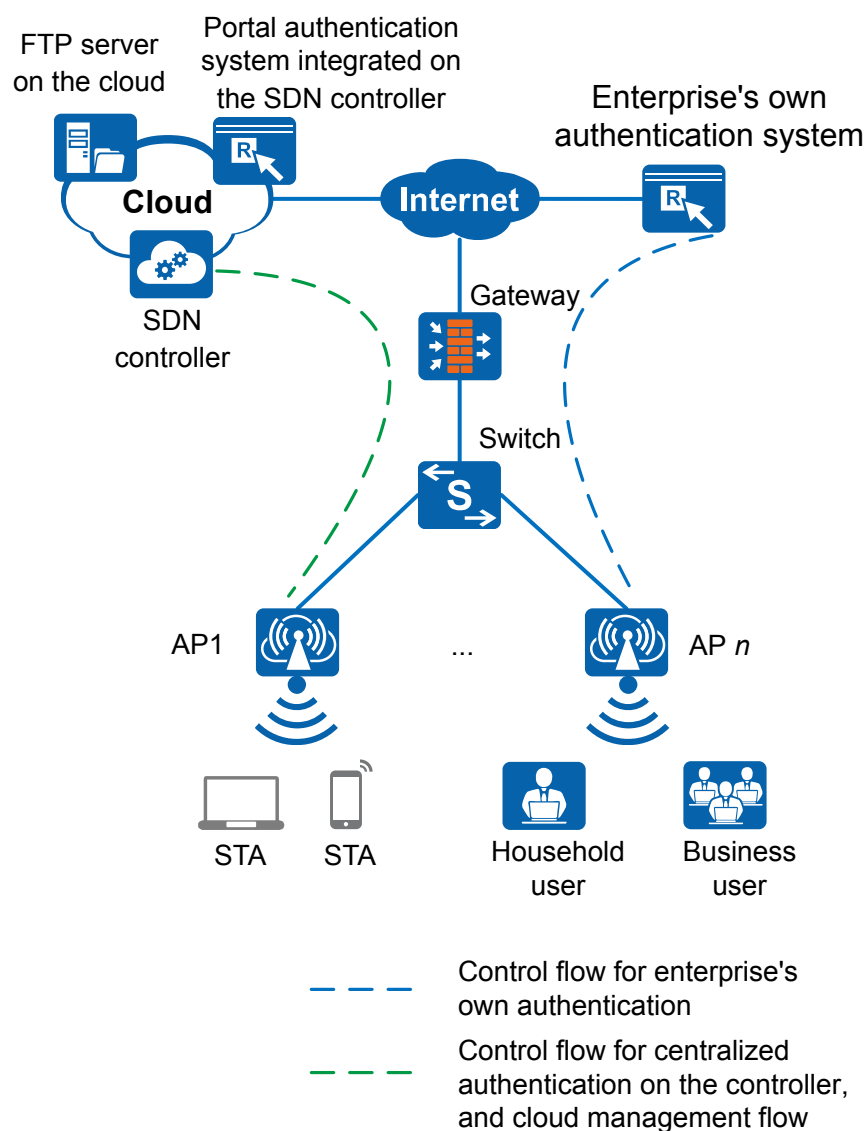 FTP server
on the cloud
Portal authentication
system integrated on
the SDN controller
Enterprise's own
authentication system
R
R
Cloud
Internet
SDN
controller
Gateway
Switch
S
AP1
...
AP n
STA
STA
Household
user
Business
user
Control flow for enterprise's
own authentication
Control flow for centralized
authentication on the controller,
and cloud management flow